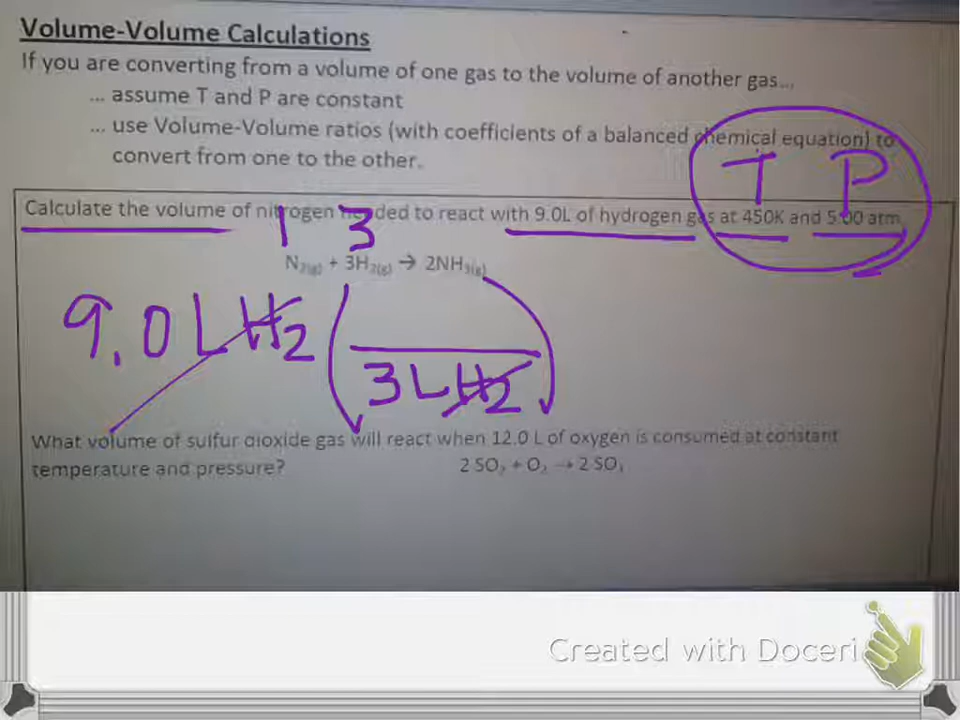 Volume-Volume Calculations
If you are converting from a volume of one gas to the volume of another gas...
... assume T and P are constant
... use Volume-Volume ratios (with coefficients of a balanced chemical equation) to
convert from one to the other.
T P
Calculate the volume of nitrogen needed to react with 9.0L of hydrogen gas at 450K and 5.00 atm.
1 3
N2(g) + 3H2(g) → 2NH3(g)
9.0 L H2
3 L H2
What volume of sulfur dioxide gas will react when 12.0 L of oxygen is consumed at constant
temperature and pressure?
2 SO2 + O2 → 2 SO3
Created with Doceri